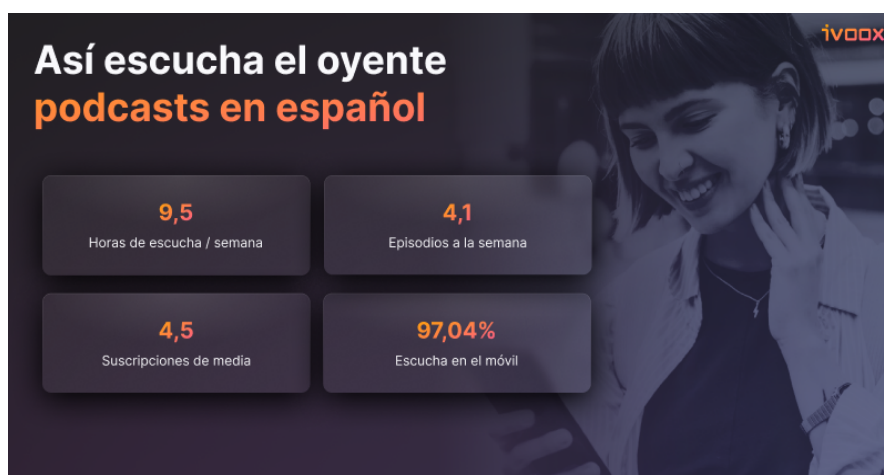 ivoox
Así escucha el oyente
podcasts en español
9,5
Horas de escucha / semana
4,1
Episodios a la semana
4,5
Suscripciones de media
97,04%
Escucha en el móvil